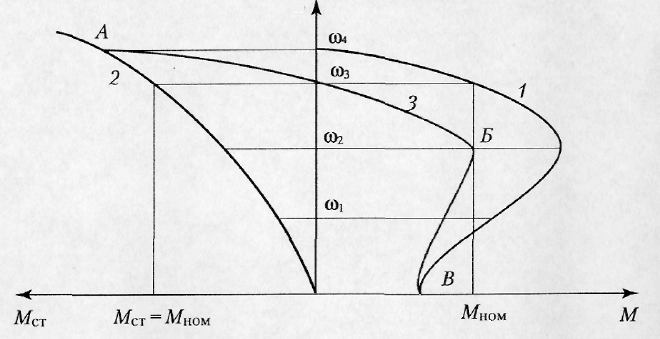 А
ω₄
2
ω₃
1
3
Б
ω₂
ω₁
В
Mст
Mст = Mном
Mном
M